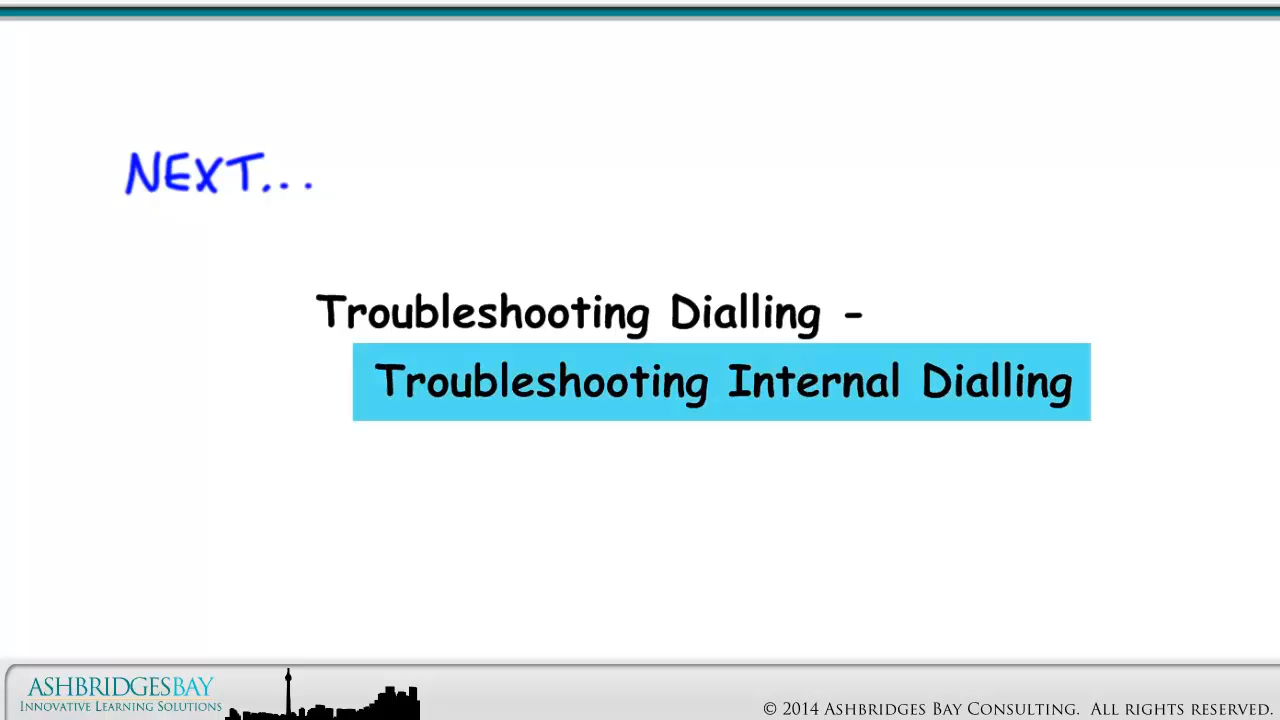 NEXT...
Troubleshooting Dialling -
Troubleshooting Internal Dialling
ASHBRIDGESBAY
INNOVATIVE LEARNING SOLUTIONS
© 2014 ASHBRIDGES BAY CONSULTING. ALL RIGHTS RESERVED.